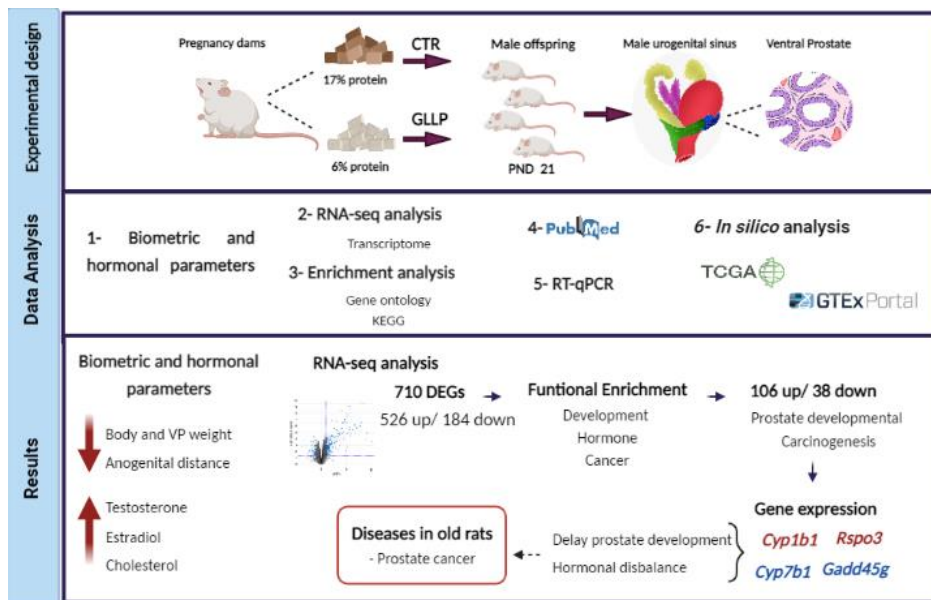 Experimental design
Pregnancy dams
17% protein
6% protein
CTR
GLLP
Male offspring
PND 21
Male urogenital sinus
Ventral Prostate
Data Analysis
1- Biometric and
hormonal parameters
2- RNA-seq analysis
Transcriptome
3- Enrichment analysis
Gene ontology
KEGG
4- PubMed
5- RT-qPCR
6- In silico analysis
TCGA
GTExPortal
Results
Biometric and hormonal
parameters
Body and VP weight
Anogenital distance
Testosterone
Estradiol
Cholesterol
RNA-seq analysis
710 DEGs
526 up/ 184 down
Funtional Enrichment
Development
Hormone
Cancer
106 up/ 38 down
Prostate developmental
Carcinogenesis
Gene expression
Cyp1b1 Rspo3
Cyp7b1 Gadd45g
Delay prostate development
Hormonal disbalance
Diseases in old rats
- Prostate cancer